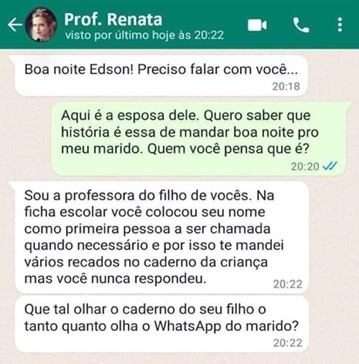 Prof. Renata
visto por último hoje às 20:22
Boa noite Edson! Preciso falar com você...
20:18
Aqui é a esposa dele. Quero saber que
história é essa de mandar boa noite pro
meu marido. Quem você pensa que é?
20:20
Sou a professora do filho de vocês. Na
ficha escolar você colocou seu nome
como primeira pessoa a ser chamada
quando necessário e por isso te mandei
vários recados no caderno da criança
mas você nunca respondeu.
20:22
Que tal olhar o caderno do seu filho o
tanto quanto olha o WhatsApp do marido?
20:22